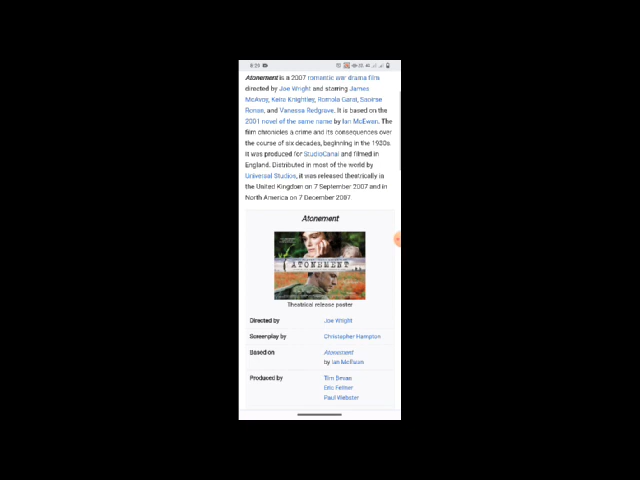 Atonement is a 2007 romantic war drama film
directed by Joe Wright and starring James
McAvoy, Keira Knightley, Romola Garai, Saoirse
Ronan, and Vanessa Redgrave. It is based on the
2001 novel of the same name by Ian McEwan. The
film chronicles a crime and its consequences over
the course of six decades, beginning in the 1930s.
It was produced for StudioCanal and filmed in
England. Distributed in most of the world by
Universal Studios, it was released theatrically in
the United Kingdom on 7 September 2007 and in
North America on 7 December 2007.
Atonement
ATONEMENT
Theatrical release poster
Directed by Joe Wright
Screenplay by Christopher Hampton
Based on Atonement
by Ian McEwan
Produced by Tim Bevan
Eric Fellner
Paul Webster